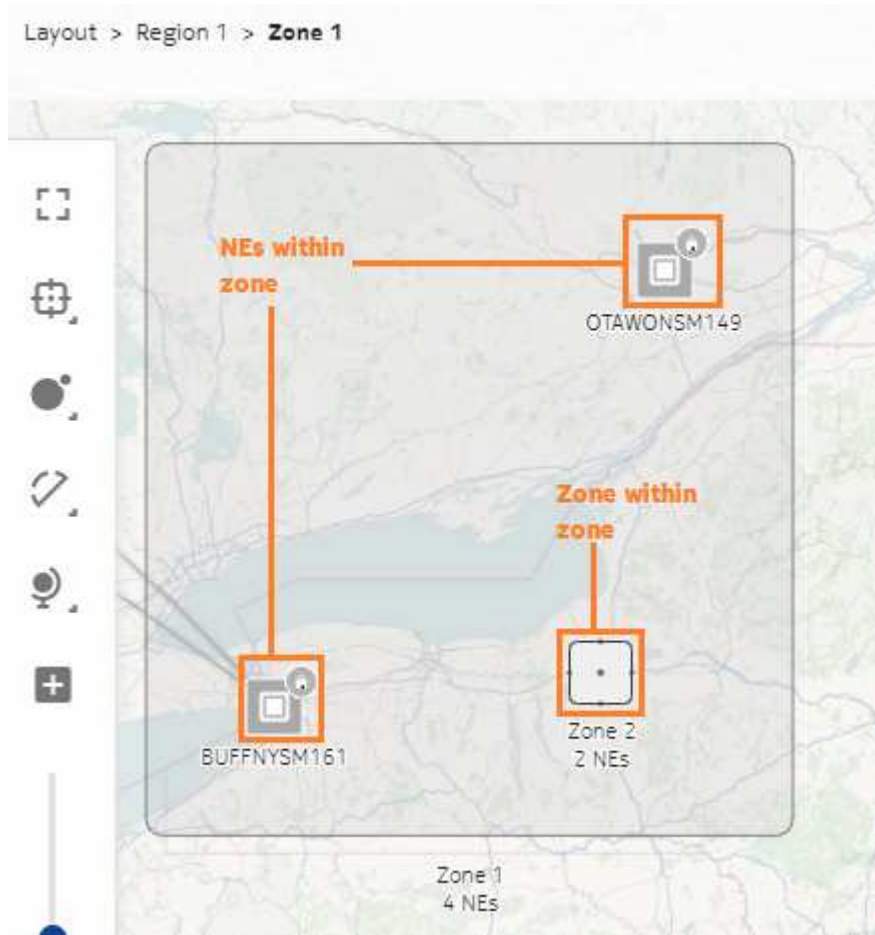 Layout > Region 1 > Zone 1
NEs within
zone
OTAWONSM149
Zone within
zone
BUFFNYSM161
Zone 2
2 NEs
Zone 1
4 NEs